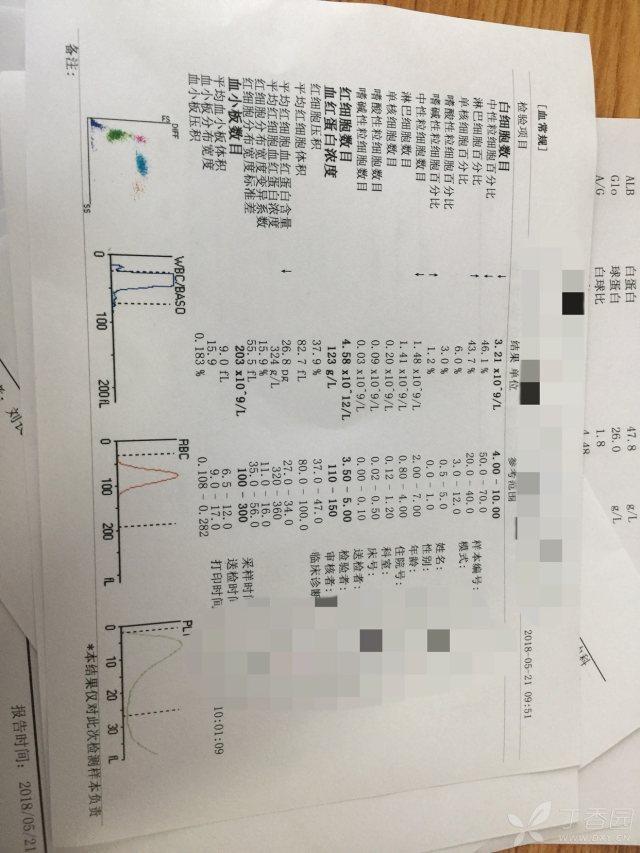 ALB 白蛋白 47.8 g/L
Glo 球蛋白 26.0 g/L
A/G 白球比 1.8
4.48
[血常规]
2018-05-21 09:51
检验项目 结果 单位 参考范围
白细胞数目 ↓ 3.21 x10^9/L 4.00 - 10.00
中性粒细胞百分比 ↓ 46.1 % 50.0 - 70.0
淋巴细胞百分比 ↑ 43.7 % 20.0 - 40.0
单核细胞百分比 6.0 % 3.0 - 12.0
嗜酸性粒细胞百分比 3.0 % 0.5 - 5.0
嗜碱性粒细胞百分比 ↑ 1.2 % 0.0 - 1.0
中性粒细胞数目 ↓ 1.48 x10^9/L 2.00 - 7.00
淋巴细胞数目 1.41 x10^9/L 0.80 - 4.00
单核细胞数目 0.20 x10^9/L 0.12 - 1.20
嗜酸性粒细胞数目 0.09 x10^9/L 0.02 - 0.50
嗜碱性粒细胞数目 0.03 x10^9/L 0.00 - 0.10
红细胞数目 4.58 x10^12/L 3.50 - 5.00
血红蛋白浓度 123 g/L 110 - 150
红细胞压积 37.9 % 37.0 - 47.0
平均红细胞体积 82.7 fL 80.0 - 100.0
平均红细胞血红蛋白含量 ↓ 26.8 pg 27.0 - 34.0
平均红细胞血红蛋白浓度 324 g/L 320 - 360
红细胞分布宽度变异系数 15.9 % 11.0 - 16.0
红细胞分布宽度标准差 55.5 fL 35.0 - 56.0
血小板数目 203 x10^9/L 100 - 300
平均血小板体积 9.0 fL 6.5 - 12.0
血小板分布宽度 15.9 9.0 - 17.0
血小板压积 0.183 % 0.108 - 0.282
样本编号:
模式:
姓名:
性别:
年龄:
住院号:
科室:
床号:
送检者:
检验者:
审核者:
临床诊断
采样时间
送检时间
打印时间 10:01:09
DIFF
FS
SS
WBC/BASO
0 100 200 fL
RBC
0 100 200 fL
PLT
0 10 20 30 fL
*本结果仅对此次检测样本负责
备注:
报告时间: 2018/05/21